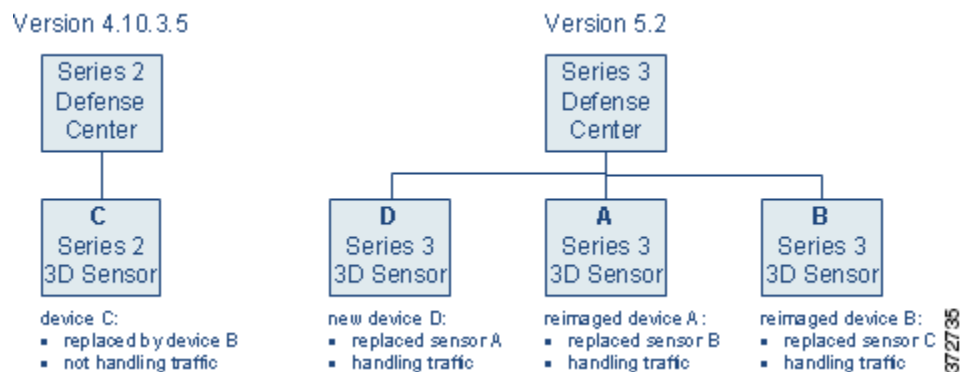 Version 4.10.3.5
Version 5.2
Series 2
Defense
Center
Series 3
Defense
Center
C
Series 2
3D Sensor
D
Series 3
3D Sensor
A
Series 3
3D Sensor
B
Series 3
3D Sensor
device C:
▪ replaced by device B
▪ not handling traffic
new device D:
▪ replaced sensor A
▪ handling traffic
reimaged device A:
▪ replaced sensor B
▪ handling traffic
reimaged device B:
▪ replaced sensor C
▪ handling traffic
372735